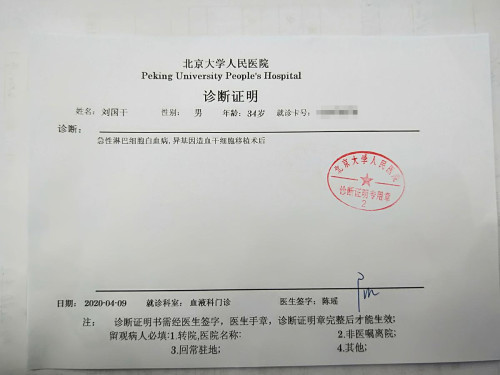 北京大学人民医院
Peking University People's Hospital
诊断证明
姓名: 刘国干 性别: 男 年龄: 34岁 就诊卡号:
诊断:
急性淋巴细胞白血病,异基因造血干细胞移植术后
北京大学人民医院
诊断证明专用章
2
日期: 2020-04-09 就诊科室: 血液科门诊 医生签字: 陈瑶
注: 诊断证明书需经医生签字,医生手章,诊断证明章完整后才能生效;
留观病人必填:1.转院,医院名称: 2.非医嘱离院;
3.回常驻地; 4.其他;